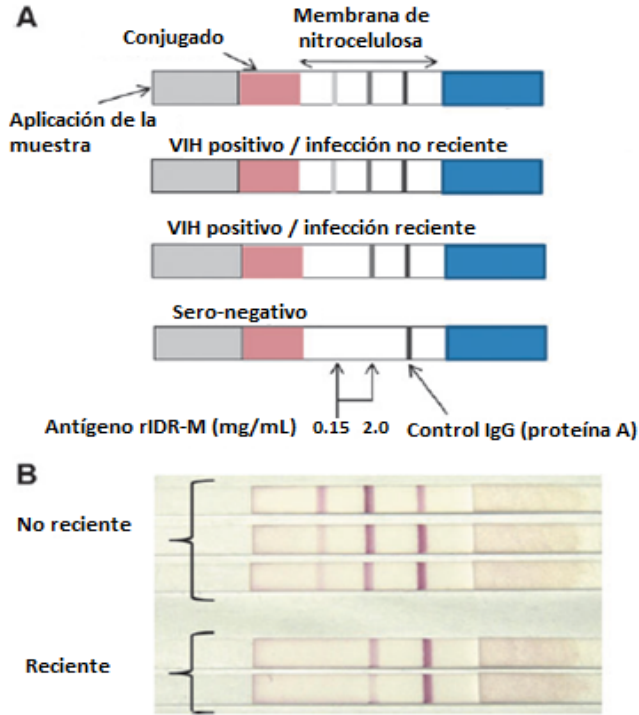 A
Membrana de
nitrocelulosa
Conjugado
Aplicación de la
muestra
VIH positivo / infección no reciente
VIH positivo / infección reciente
Sero-negativo
Antígeno rIDR-M (mg/mL) 0.15 2.0 Control IgG (proteína A)
B
No reciente
Reciente